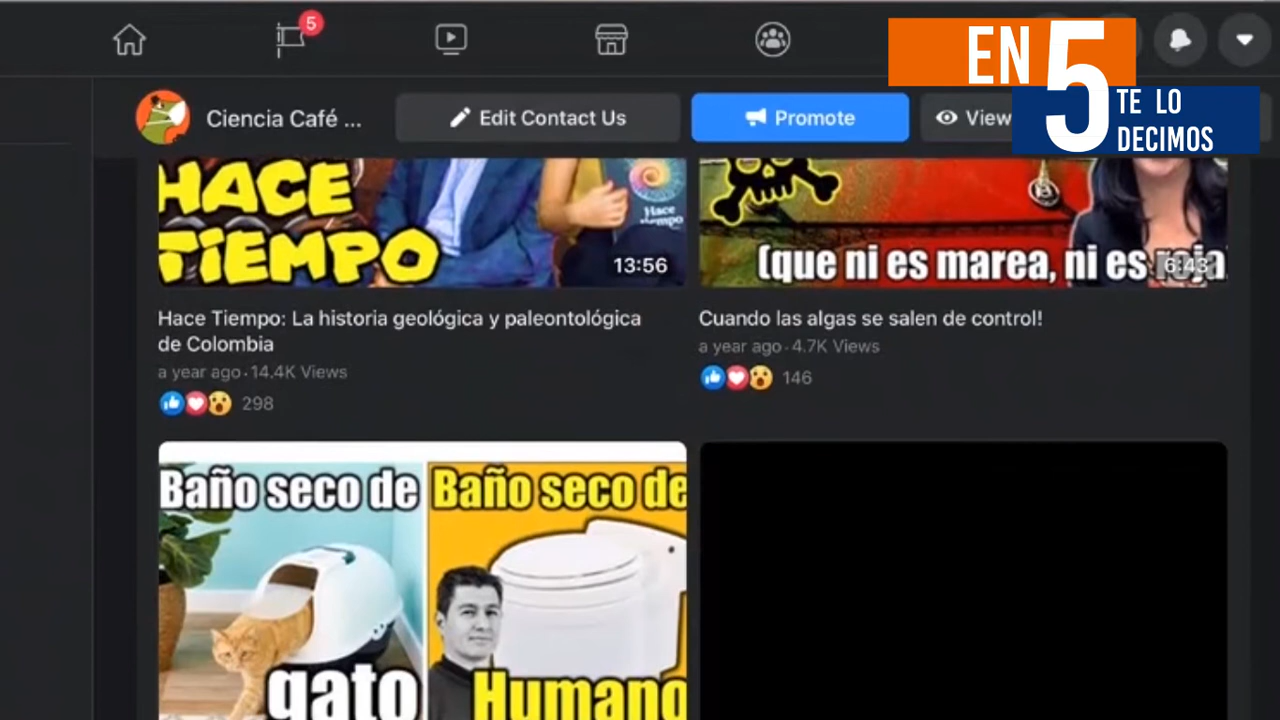 5
EN 5
TE LO
DECIMOS
Ciencia Café ...
Edit Contact Us
Promote
View
HACE
TiEMPO
Hace
tiempo
13:56
(que ni es marea, ni es roja
6:43
Hace Tiempo: La historia geológica y paleontológica
de Colombia
a year ago · 14.4K Views
298
Cuando las algas se salen de control!
a year ago · 4.7K Views
146
Baño seco de
gato
Baño seco de
Humano